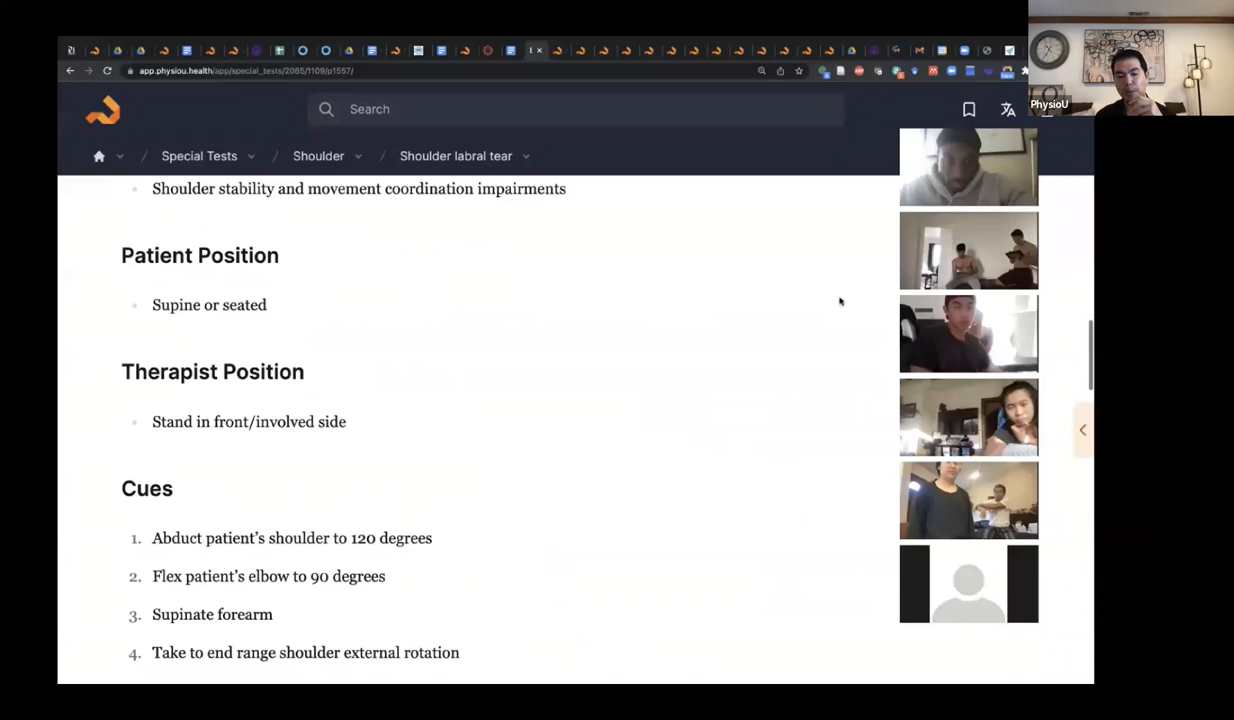 app.physiou.health/app/special_tests/2085/1109/p1557/
PhysioU
Search
Special Tests / Shoulder / Shoulder labral tear
Shoulder stability and movement coordination impairments
Patient Position
Supine or seated
Therapist Position
Stand in front/involved side
Cues
1. Abduct patient's shoulder to 120 degrees
2. Flex patient's elbow to 90 degrees
3. Supinate forearm
4. Take to end range shoulder external rotation